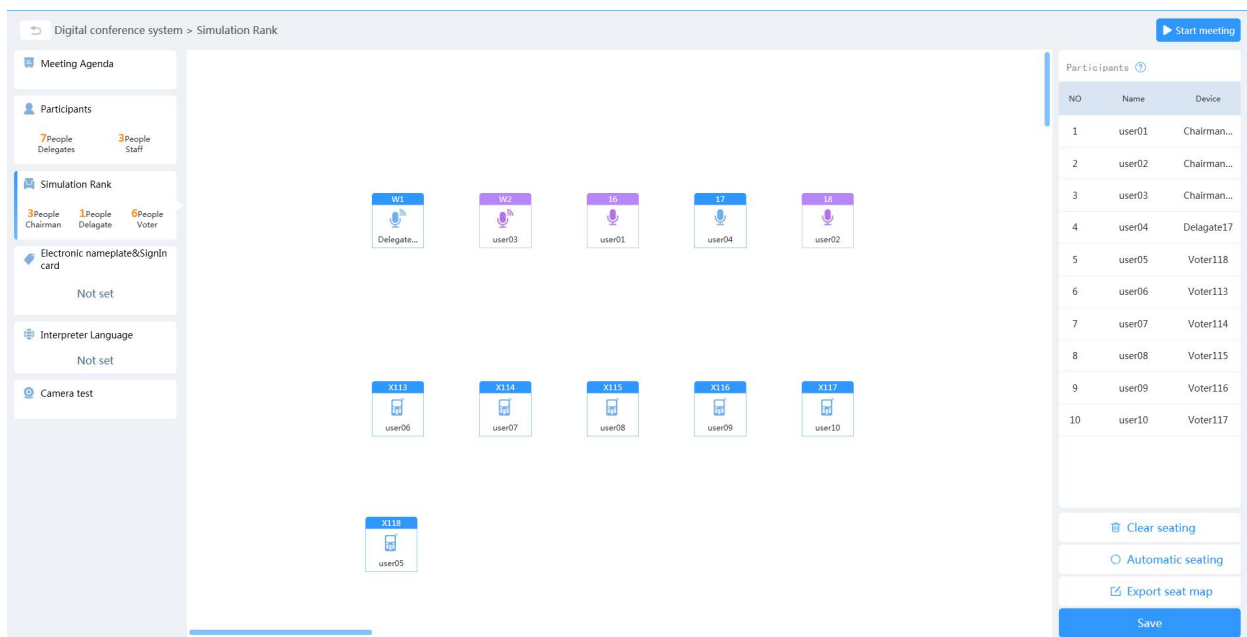 Digital conference system > Simulation Rank
Start meeting
Meeting Agenda
Participants
7People 3People
Delegates Staff
Simulation Rank
3People 1People 6People
Chairman Delagate Voter
Electronic nameplate&SignIn
card
Not set
Interpreter Language
Not set
Camera test
W1 W2 16 17 18
Delegate... user03 user01 user04 user02
X113 X114 X115 X116 X117
user06 user07 user08 user09 user10
X118
user05
Participants ?
NO Name Device
1 user01 Chairman...
2 user02 Chairman...
3 user03 Chairman...
4 user04 Delagate17
5 user05 Voter118
6 user06 Voter113
7 user07 Voter114
8 user08 Voter115
9 user09 Voter116
10 user10 Voter117
Clear seating
Automatic seating
Export seat map
Save